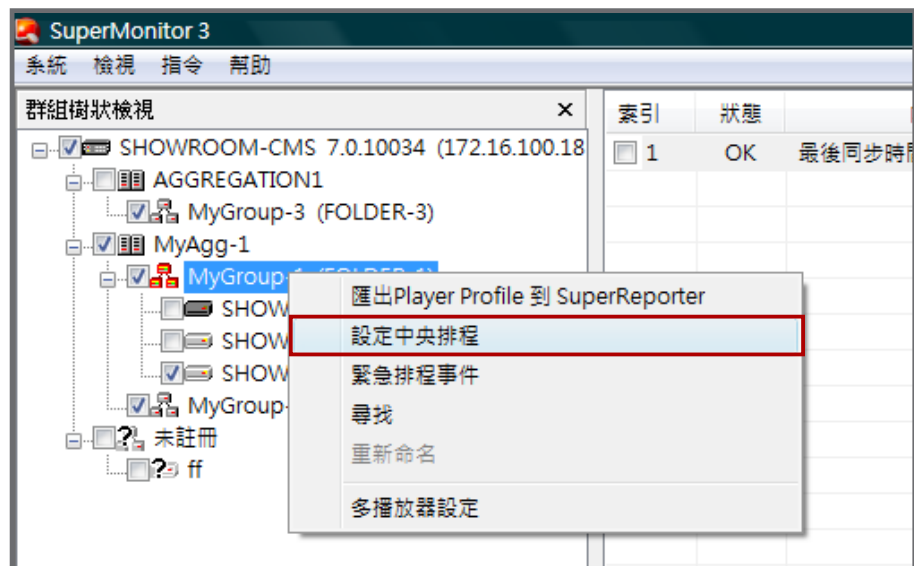 SuperMonitor 3
系統 檢視 指令 幫助
群組樹狀檢視
索引 狀態
SHOWROOM-CMS 7.0.10034 (172.16.100.18
1 OK 最後同步時間
AGGREGATION1
MyGroup-3 (FOLDER-3)
MyAgg-1
MyGroup-1 (FOLDER-1)
SHOW
SHOW
SHOW
MyGroup-
未註冊
ff
匯出Player Profile 到 SuperReporter
設定中央排程
緊急排程事件
尋找
重新命名
多播放器設定